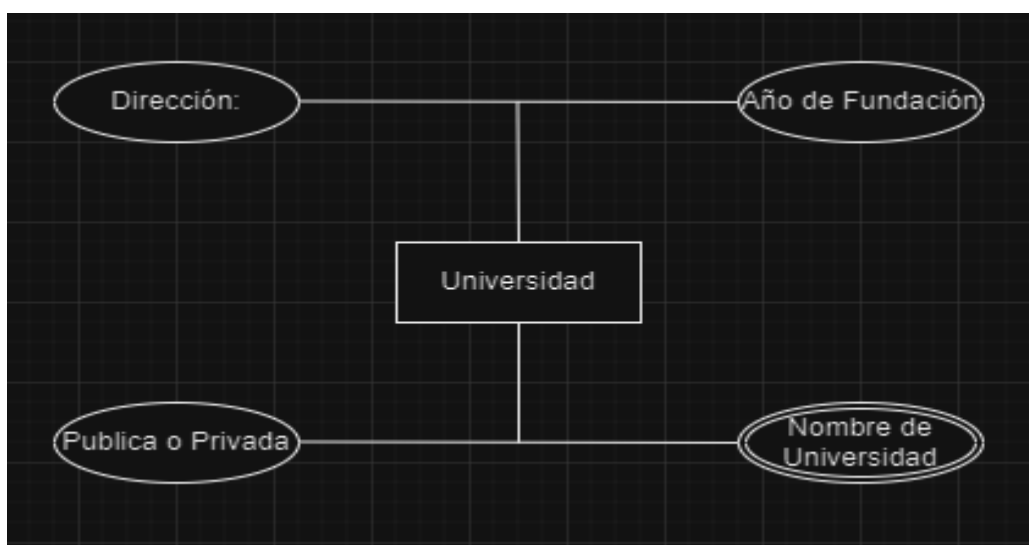 Dirección:
Año de Fundación
Universidad
Publica o Privada
Nombre de
Universidad